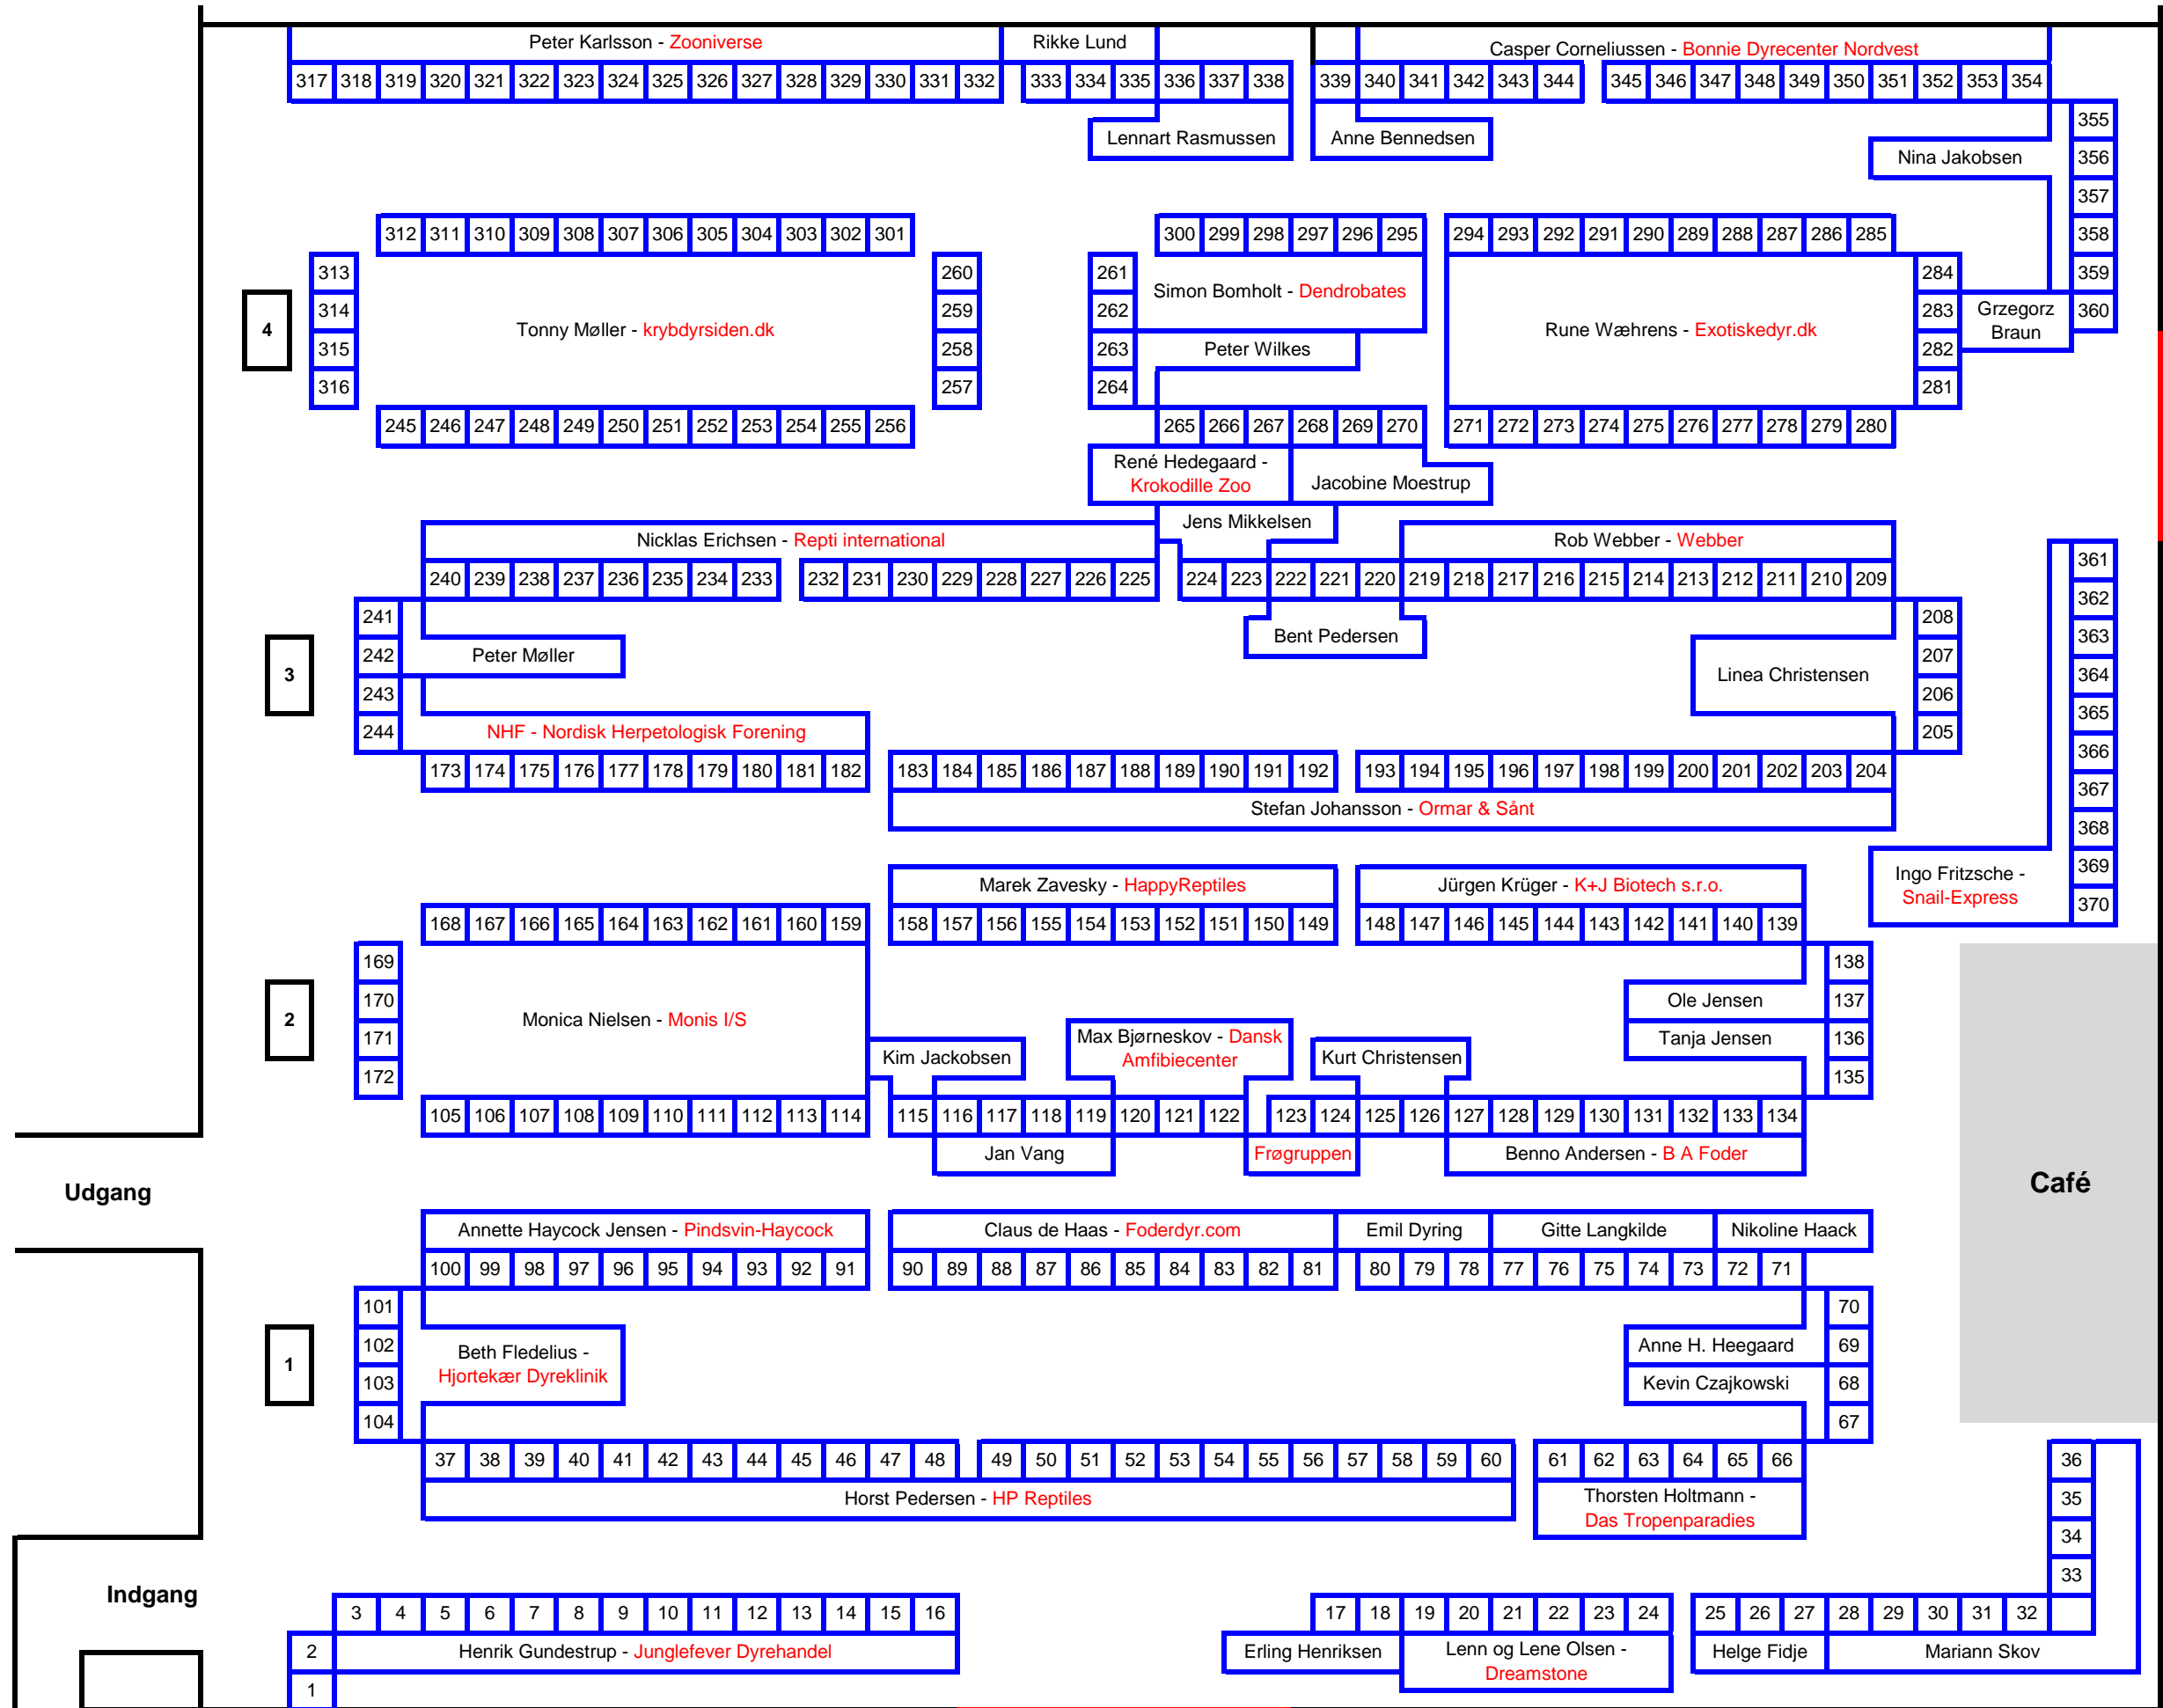 Peter Karlsson - Zooniverse Rikke Lund Casper Corneliussen - Bonnie Dyrecenter Nordvest
317 318 319 320 321 322 323 324 325 326 327 328 329 330 331 332 333 334 335 336 337 338 339 340 341 342 343 344 345 346 347 348 349 350 351 352 353 354
355
Lennart Rasmussen Anne Bennedsen
Nina Jakobsen 356
357
312 311 310 309 308 307 306 305 304 303 302 301 300 299 298 297 296 295 294 293 292 291 290 289 288 287 286 285 358
313 260 261 284 359
Simon Bomholt - Dendrobates
314 259 262 283 Grzegorz 360
4 Tonny Møller - krybdyrsiden.dk Rune Wæhrens - Exotiskedyr.dk Braun
315 258 263 Peter Wilkes 282
316 257 264 281
245 246 247 248 249 250 251 252 253 254 255 256 265 266 267 268 269 270 271 272 273 274 275 276 277 278 279 280
René Hedegaard -
Krokodille Zoo Jacobine Moestrup
Jens Mikkelsen
Nicklas Erichsen - Repti international Rob Webber - Webber
361
240 239 238 237 236 235 234 233 232 231 230 229 228 227 226 225 224 223 222 221 220 219 218 217 216 215 214 213 212 211 210 209
362
241 208
Bent Pedersen 363
242 Peter Møller 207
3 Linea Christensen 364
243 206
365
244 NHF - Nordisk Herpetologisk Forening 205
366
173 174 175 176 177 178 179 180 181 182 183 184 185 186 187 188 189 190 191 192 193 194 195 196 197 198 199 200 201 202 203 204
367
Stefan Johansson - Ormar & Sånt
368
369
Marek Zavesky - HappyReptiles Jürgen Krüger - K+J Biotech s.r.o. Ingo Fritzsche -
Snail-Express 370
168 167 166 165 164 163 162 161 160 159 158 157 156 155 154 153 152 151 150 149 148 147 146 145 144 143 142 141 140 139
169 138
170 Ole Jensen 137
2 Monica Nielsen - Monis I/S
171 Max Bjørneskov - Dansk Tanja Jensen 136
Kim Jackobsen Amfibiecenter Kurt Christensen
172 135
105 106 107 108 109 110 111 112 113 114 115 116 117 118 119 120 121 122 123 124 125 126 127 128 129 130 131 132 133 134
Jan Vang Frøgruppen Benno Andersen - B A Foder
Udgang Café
Annette Haycock Jensen - Pindsvin-Haycock Claus de Haas - Foderdyr.com Emil Dyring Gitte Langkilde Nikoline Haack
100 99 98 97 96 95 94 93 92 91 90 89 88 87 86 85 84 83 82 81 80 79 78 77 76 75 74 73 72 71
101 70
102 Beth Fledelius - Anne H. Heegaard 69
1 Hjortekær Dyreklinik
103 Kevin Czajkowski 68
104 67
37 38 39 40 41 42 43 44 45 46 47 48 49 50 51 52 53 54 55 56 57 58 59 60 61 62 63 64 65 66 36
Horst Pedersen - HP Reptiles Thorsten Holtmann - 35
Das Tropenparadies
34
33
Indgang
3 4 5 6 7 8 9 10 11 12 13 14 15 16 17 18 19 20 21 22 23 24 25 26 27 28 29 30 31 32
2 Henrik Gundestrup - Junglefever Dyrehandel Erling Henriksen Lenn og Lene Olsen - Helge Fidje Mariann Skov
Dreamstone
1